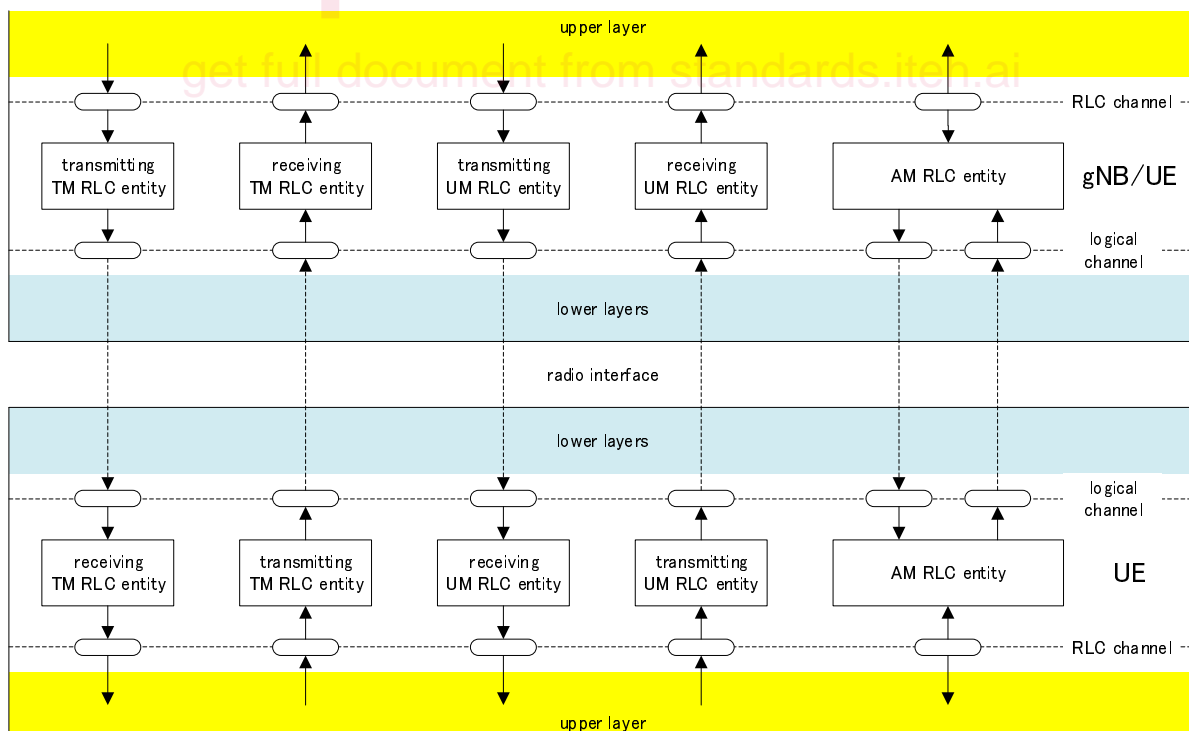 upper layer
get full document from standards.iteh.ai
RLC channel
transmitting
TM RLC entity
receiving
TM RLC entity
transmitting
UM RLC entity
receiving
UM RLC entity
AM RLC entity
gNB/UE
logical
channel
lower layers
radio interface
lower layers
logical
channel
receiving
TM RLC entity
transmitting
TM RLC entity
receiving
UM RLC entity
transmitting
UM RLC entity
AM RLC entity
UE
RLC channel
upper layer